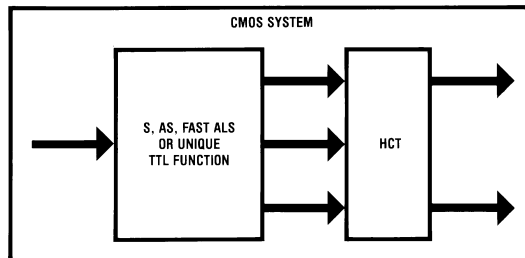 CMOS SYSTEM
S, AS, FAST ALS
OR UNIQUE
TTL FUNCTION
HCT